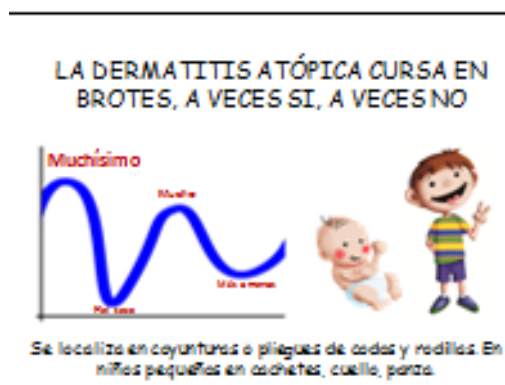 LA DERMATITIS ATÓPICA CURSA EN
BROTES, A VECES SI, A VECES NO
Muchísimo
Mucho
Más o menos
Se localiza en coyunturas o pliegues de codos y rodillas. En
niños pequeños en cachetes, cuello, panza.